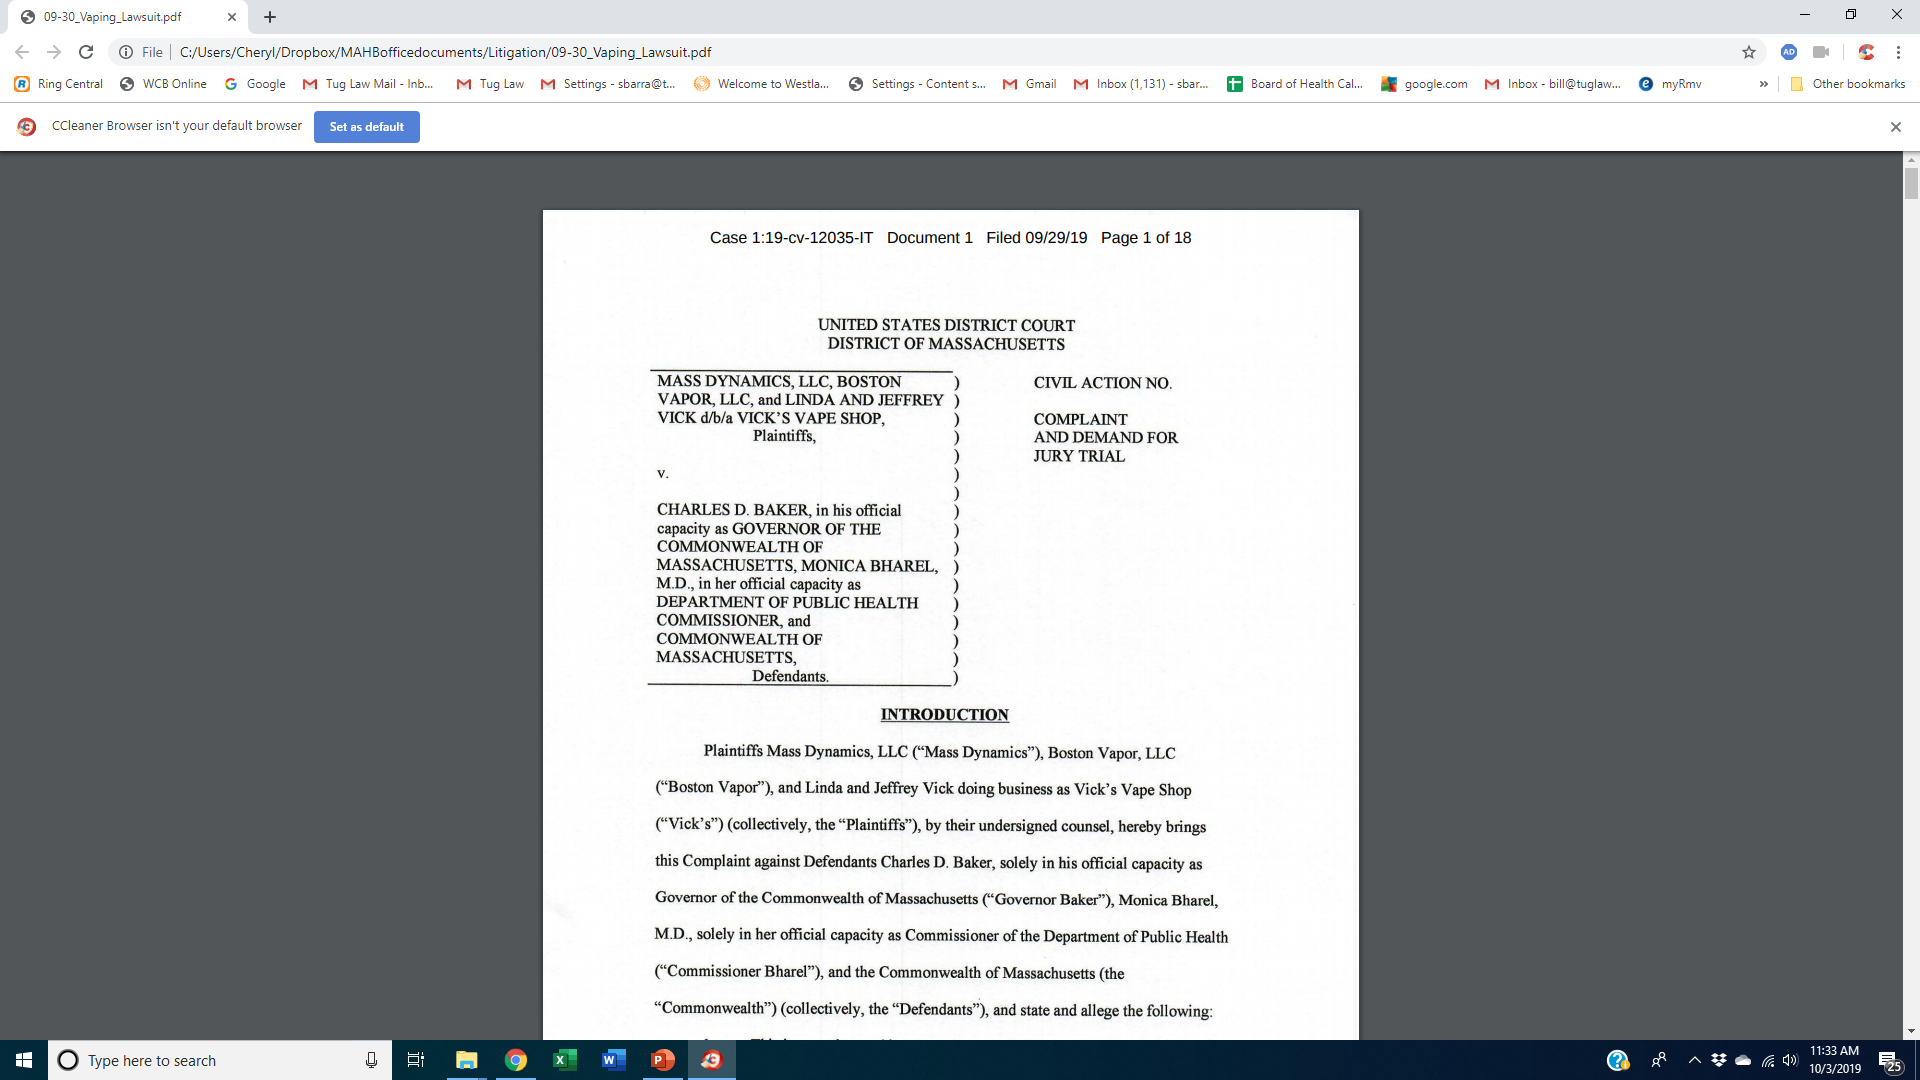 09-30_Vaping_Lawsuit.pdf
File C:/Users/Cheryl/Dropbox/MAHBofficedocuments/Litigation/09-30_Vaping_Lawsuit.pdf
AD
Ring Central WCB Online Google Tug Law Mail - Inb... Tug Law Settings - sbarra@t... Welcome to Westla... Settings - Content s... Gmail Inbox (1,131) - sbar... Board of Health Cal... google.com Inbox - bill@tuglaw... myRmv » Other bookmarks
CCleaner Browser isn't your default browser Set as default
Case 1:19-cv-12035-IT Document 1 Filed 09/29/19 Page 1 of 18
UNITED STATES DISTRICT COURT
DISTRICT OF MASSACHUSETTS
MASS DYNAMICS, LLC, BOSTON )
VAPOR, LLC, and LINDA AND JEFFREY )
VICK d/b/a VICK'S VAPE SHOP, )
Plaintiffs, )
)
v. )
)
CHARLES D. BAKER, in his official )
capacity as GOVERNOR OF THE )
COMMONWEALTH OF )
MASSACHUSETTS, MONICA BHAREL, )
M.D., in her official capacity as )
DEPARTMENT OF PUBLIC HEALTH )
COMMISSIONER, and )
COMMONWEALTH OF )
MASSACHUSETTS, )
Defendants. )
CIVIL ACTION NO.
COMPLAINT
AND DEMAND FOR
JURY TRIAL
INTRODUCTION
Plaintiffs Mass Dynamics, LLC (“Mass Dynamics”), Boston Vapor, LLC
(“Boston Vapor”), and Linda and Jeffrey Vick doing business as Vick’s Vape Shop
(“Vick’s”) (collectively, the “Plaintiffs”), by their undersigned counsel, hereby brings
this Complaint against Defendants Charles D. Baker, solely in his official capacity as
Governor of the Commonwealth of Massachusetts (“Governor Baker”), Monica Bharel,
M.D., solely in her official capacity as Commissioner of the Department of Public Health
(“Commissioner Bharel”), and the Commonwealth of Massachusetts (the
“Commonwealth”) (collectively, the “Defendants”), and state and allege the following:
Type here to search
11:33 AM
10/3/2019
25